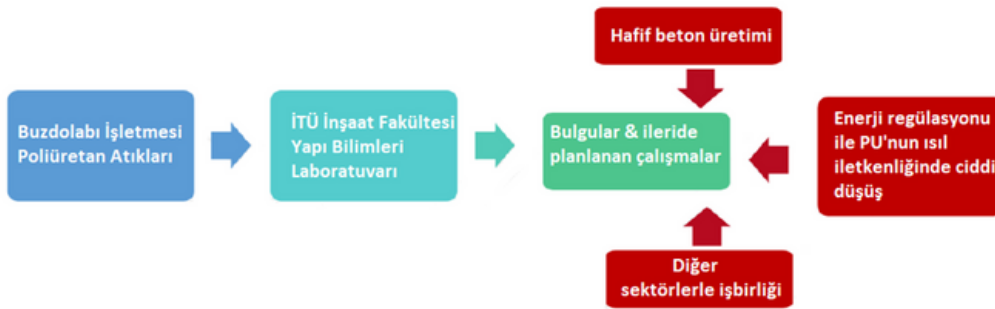 Hafif beton üretimi
Buzdolabı İşletmesi
Poliüretan Atıkları
İTÜ İnşaat Fakültesi
Yapı Bilimleri
Laboratuvarı
Bulgular & ileride
planlanan çalışmalar
Enerji regülasyonu
ile PU'nun ısıl
iletkenliğinde ciddi
düşüş
Diğer
sektörlerle işbirliği